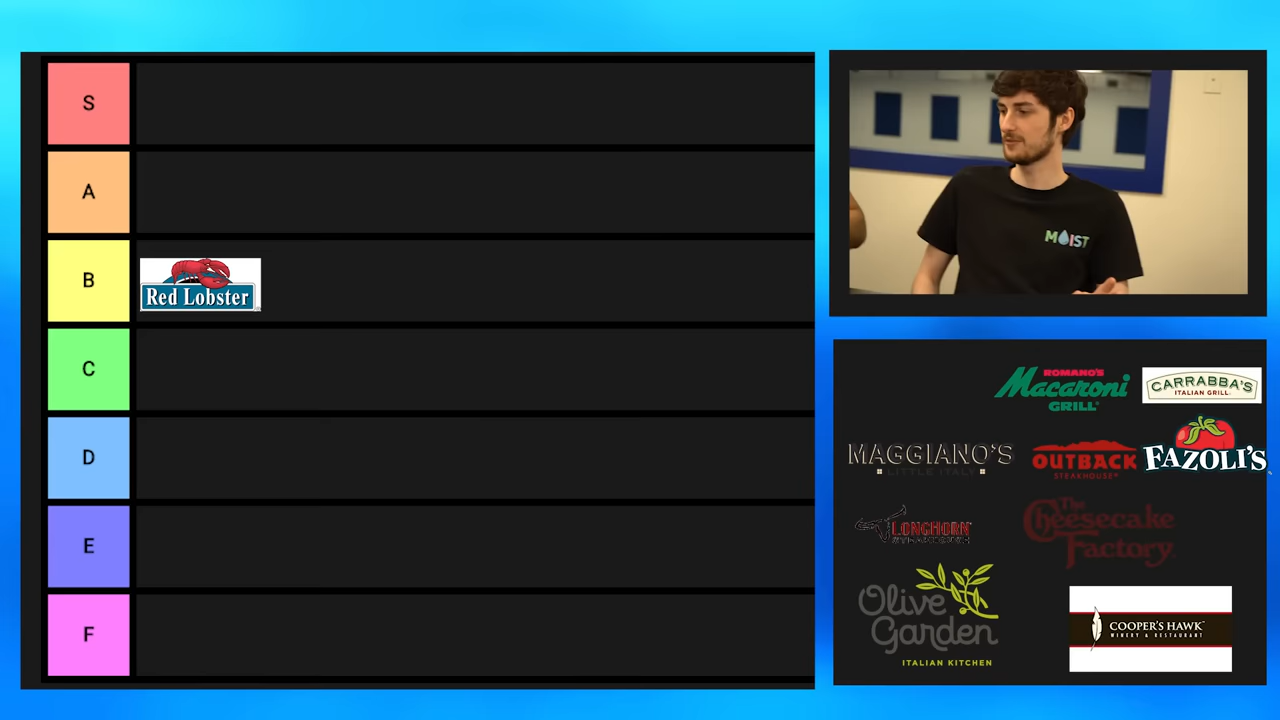 S
A
B
Red Lobster
C
D
E
F
MOIST
ROMANO'S
Macaroni
GRILL
CARRABBA'S
ITALIAN GRILL
MAGGIANO'S
LITTLE ITALY
OUTBACK
STEAKHOUSE
FAZOLI'S
LONGHORN
STEAKHOUSE
The
Cheesecake
Factory
Olive
Garden
ITALIAN KITCHEN
COOPER'S HAWK
WINERY & RESTAURANT